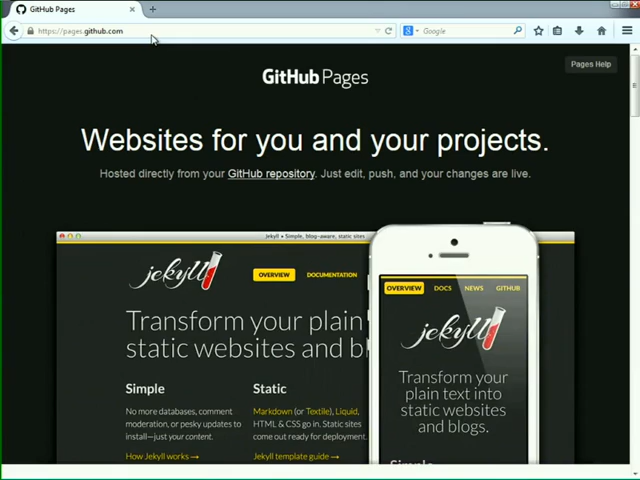 GitHub Pages
https://pages.github.com
Google
Pages Help
GitHub Pages
Websites for you and your projects.
Hosted directly from your GitHub repository. Just edit, push, and your changes are live.
Jekyll • Simple, blog-aware, static sites
jekyll
OVERVIEW DOCUMENTATION
Transform your plain
static websites and b
Simple
No more databases, comment
moderation, or pesky updates to
install—just your content.
How Jekyll works →
Static
Markdown (or Textile), Liquid,
HTML & CSS go in. Static sites
come out ready for deployment.
Jekyll template guide →
OVERVIEW DOCS NEWS GITHUB
jekyll
Transform your
plain text into
static websites
and blogs.
Simple